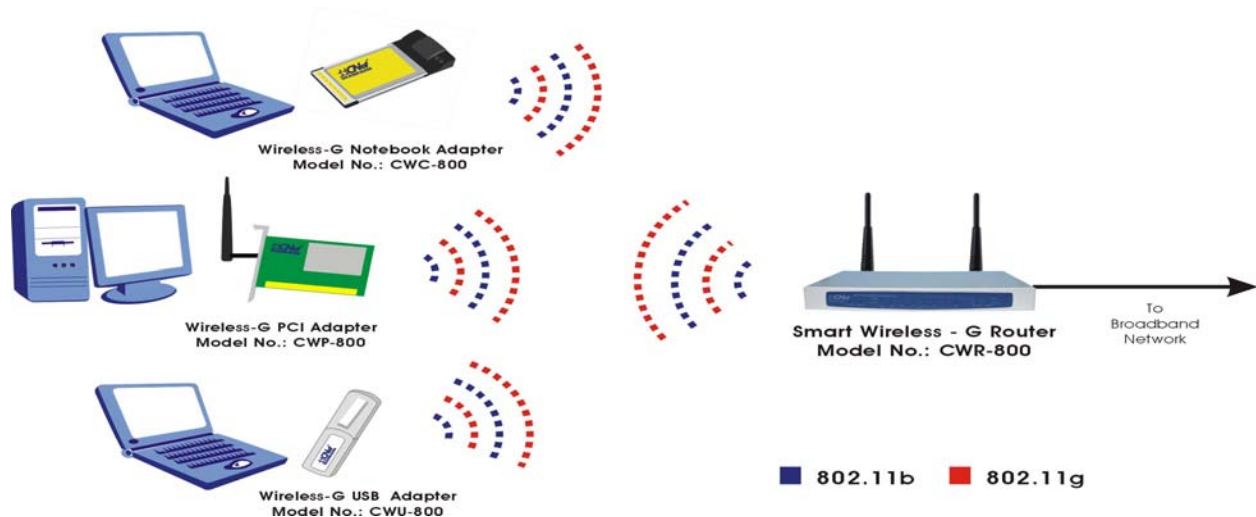 Wireless-G Notebook Adapter
Model No.: CWC-800
Wireless-G PCI Adapter
Model No.: CWP-800
Smart Wireless - G Router
Model No.: CWR-800
To
Broadband
Network
Wireless-G USB Adapter
Model No.: CWU-800
802.11b
802.11g